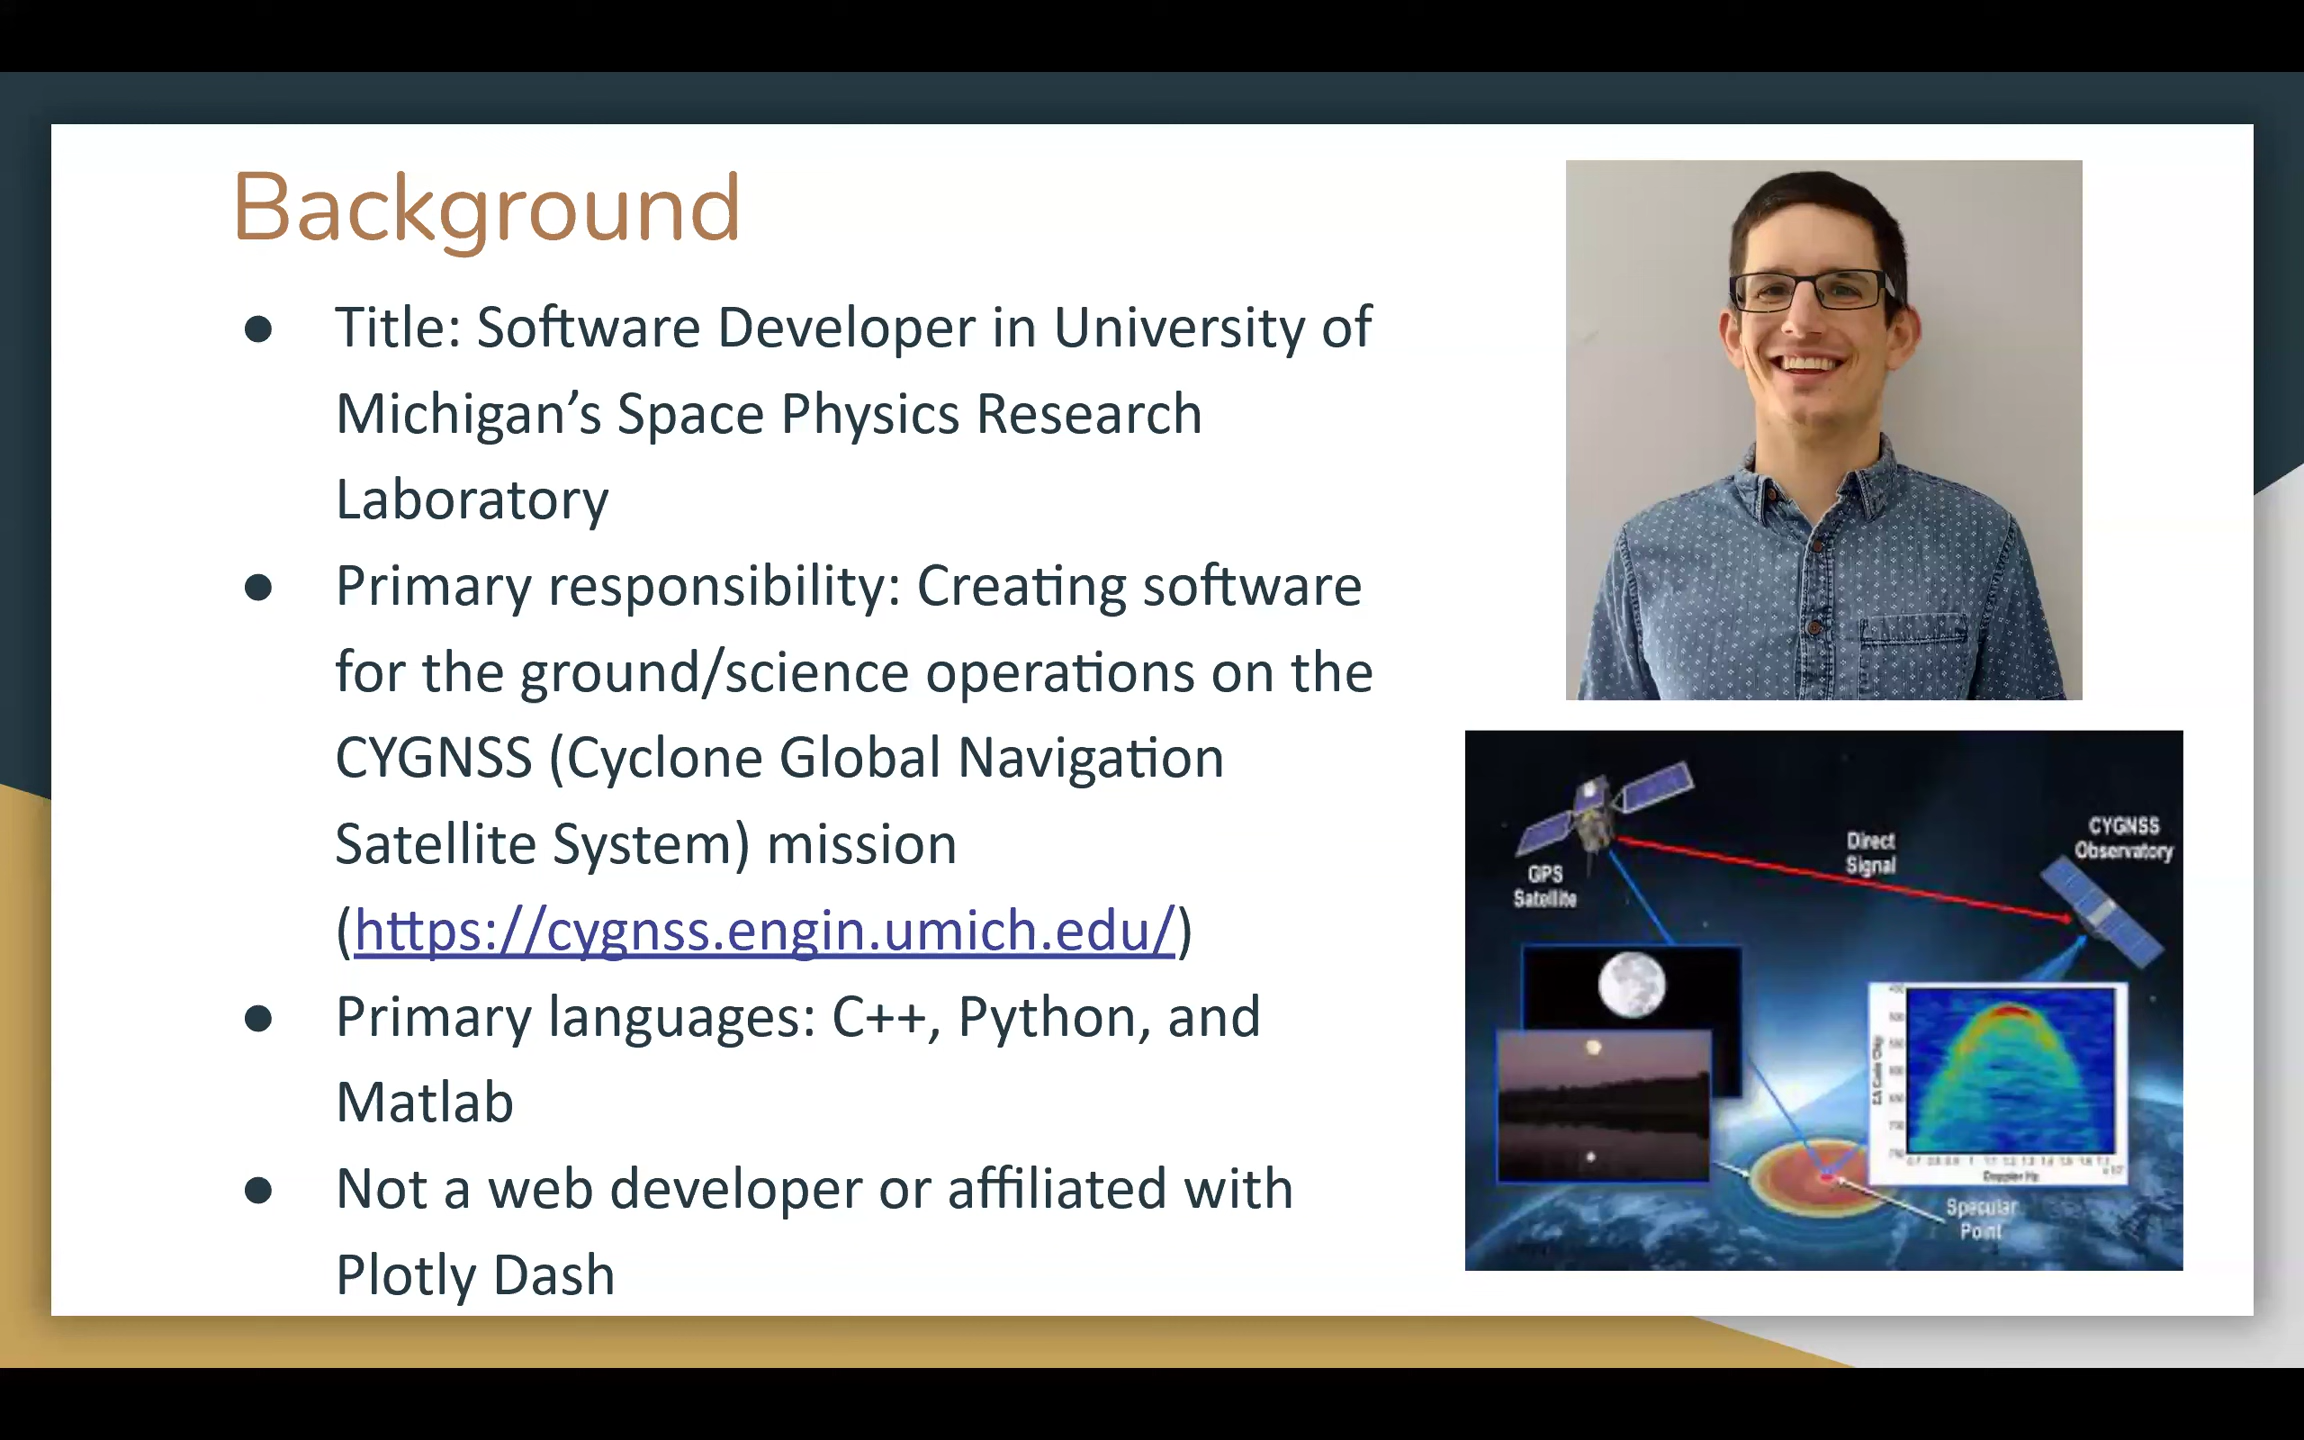 Background
● Title: Software Developer in University of
Michigan’s Space Physics Research
Laboratory
● Primary responsibility: Creating software
for the ground/science operations on the
CYGNSS (Cyclone Global Navigation
Satellite System) mission
(https://cygnss.engin.umich.edu/)
● Primary languages: C++, Python, and
Matlab
● Not a web developer or affiliated with
Plotly Dash
GPS
Satellite
Direct
Signal
CYGNSS
Observatory
Doppler Hz
Specular
Point